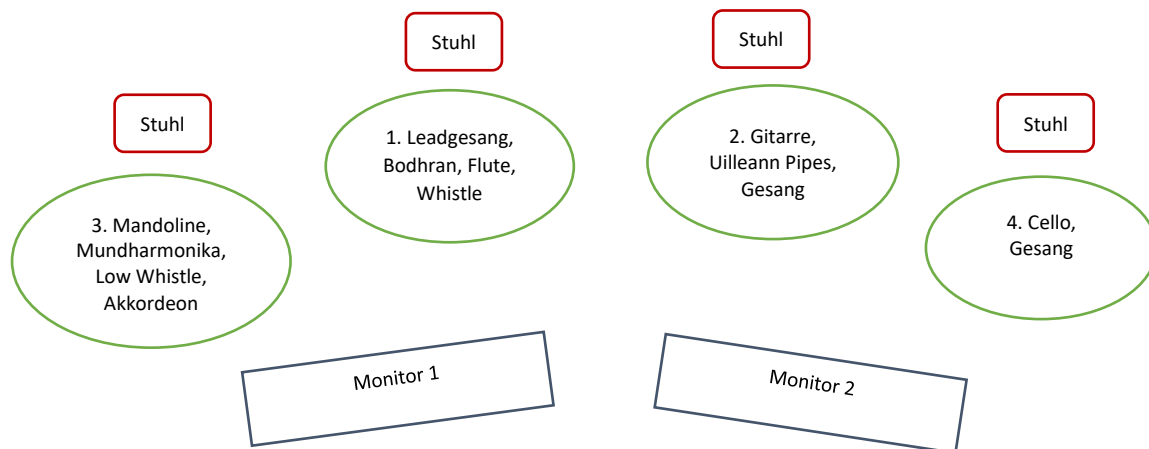 Stuhl
Stuhl
Stuhl
Stuhl
1. Leadgesang,
Bodhran, Flute,
Whistle
2. Gitarre,
Uilleann Pipes,
Gesang
3. Mandoline,
Mundharmonika,
Low Whistle,
Akkordeon
4. Cello,
Gesang
Monitor 1
Monitor 2